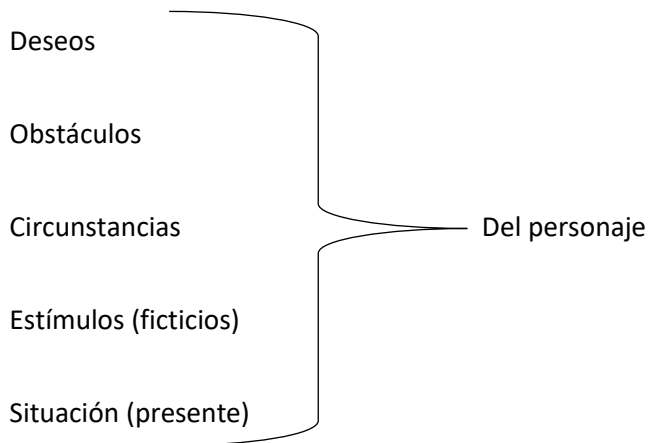 Deseos
Obstáculos
Circunstancias
Del personaje
Estímulos (ficticios)
Situación (presente)